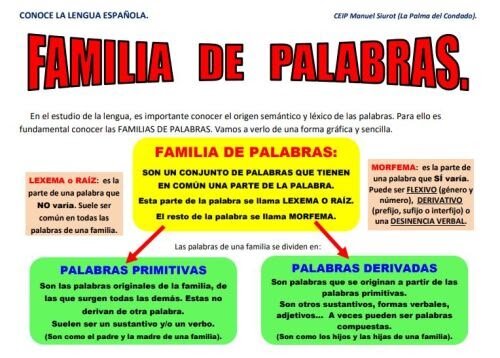 CONOCE LA LENGUA ESPAÑOLA.
CEIP Manuel Siurot (La Palma del Condado).
FAMILIA DE PALABRAS.
En el estudio de la lengua, es importante conocer el origen semántico y léxico de las palabras. Para ello es
fundamental conocer las FAMILIAS DE PALABRAS. Vamos a verlo de una forma gráfica y sencilla.
FAMILIA DE PALABRAS:
SON UN CONJUNTO DE PALABRAS QUE TIENEN
EN COMÚN UNA PARTE DE LA PALABRA.
Esta parte de la palabra se llama LEXEMA O RAÍZ.
El resto de la palabra se llama MORFEMA.
LEXEMA o RAÍZ: es la
parte de una palabra que
NO varía. Suele ser
común en todas las
palabras de una familia.
MORFEMA: es la parte de
una palabra que SÍ varía.
Puede ser FLEXIVO (género y
número), DERIVATIVO
(prefijo, sufijo o interfijo) o
una DESINENCIA VERBAL.
Las palabras de una familia se dividen en:
PALABRAS PRIMITIVAS
Son las palabras originales de la familia, de
las que surgen todas las demás. Estas no
derivan de otra palabra.
Suelen ser un sustantivo y/o un verbo.
(Son como el padre y la madre de una familia).
PALABRAS DERIVADAS
Son palabras que se originan a partir de las
palabras primitivas.
Son otros sustantivos, formas verbales,
adjetivos... A veces pueden ser palabras
compuestas.
(Son como los hijos y las hijas de una familia).